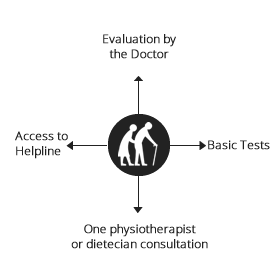 Evaluation by
the Doctor
Access to
Helpline
Basic Tests
One physiotherapist
or dietecian consultation